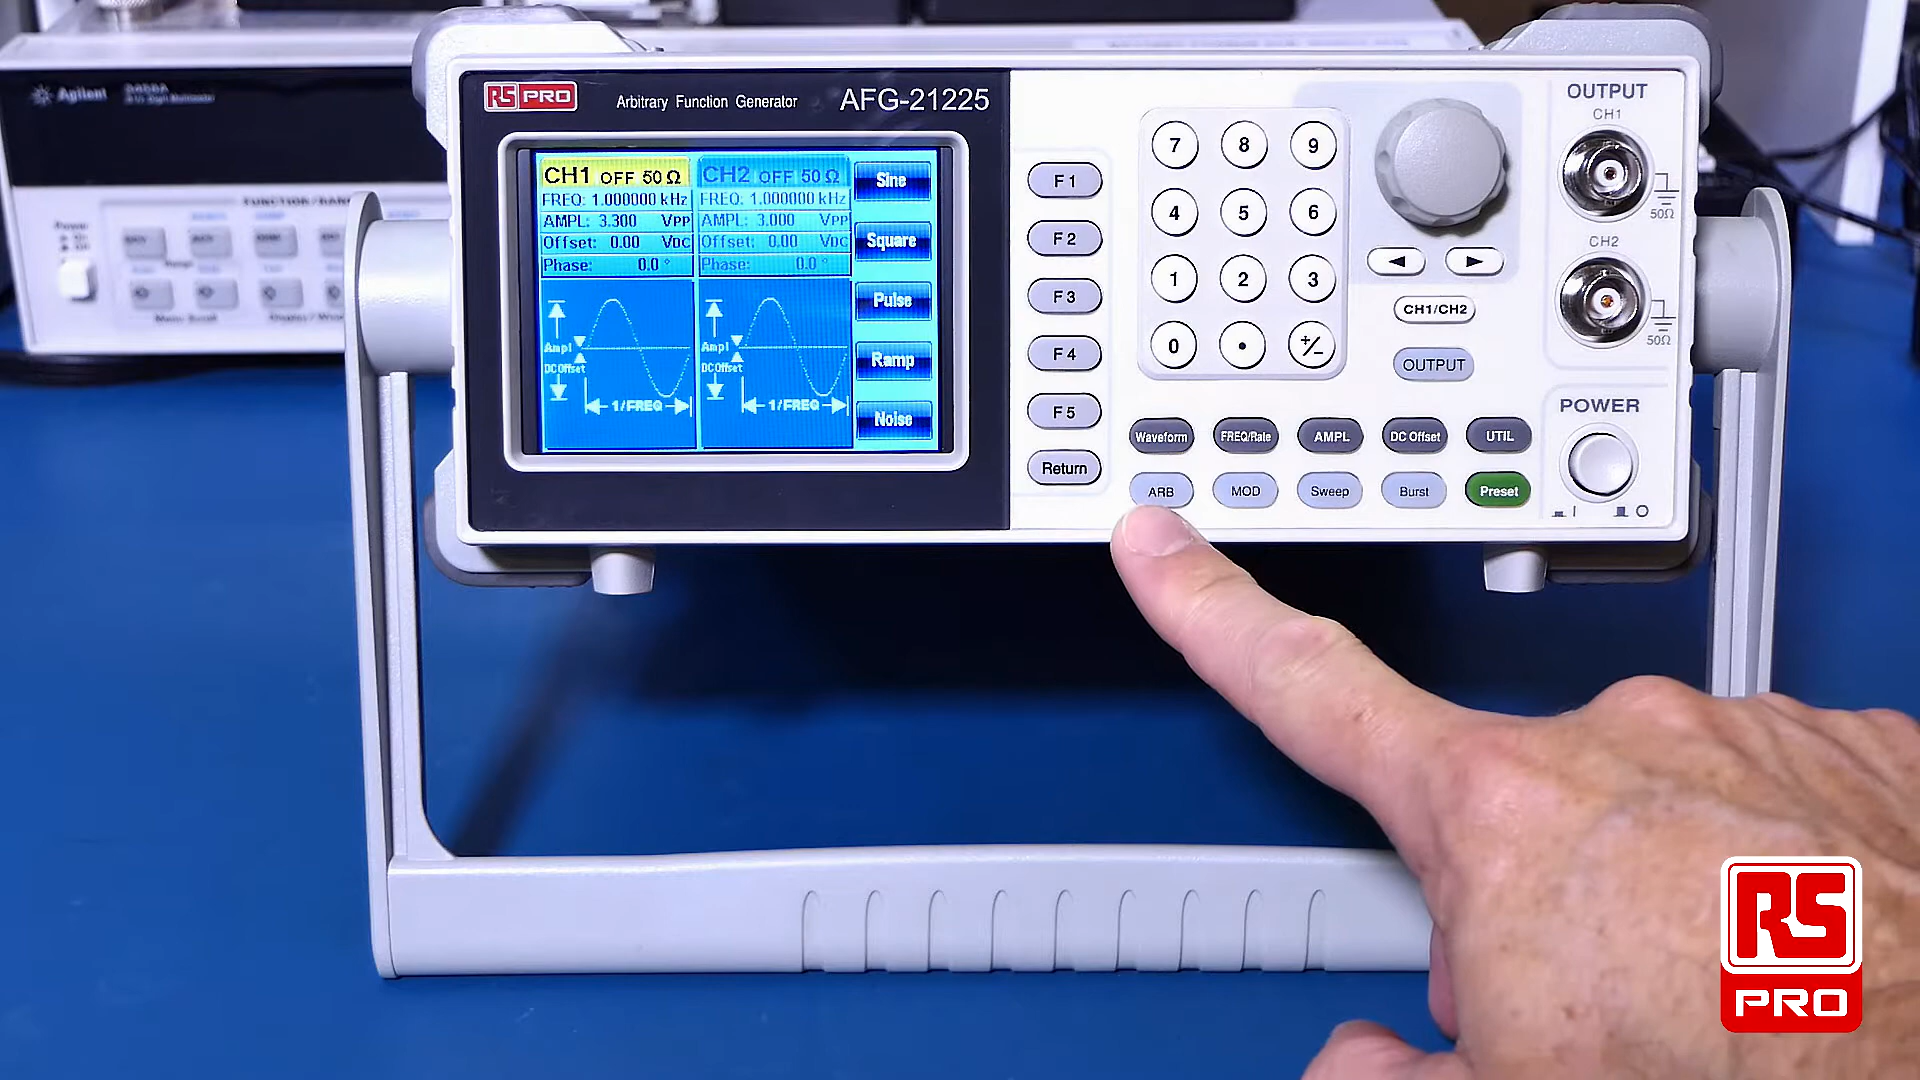 Agilent
Power
RS PRO
Arbitrary Function Generator
AFG-21225
CH1 OFF 50 Ω
FREQ: 1.000000 kHz
AMPL: 3.300 VPP
Offset: 0.00 VDC
Phase: 0.0 °
Ampl
DC Offset
1/FREQ
CH2 OFF 50 Ω
FREQ: 1.000000 kHz
AMPL: 3.000 VPP
Offset: 0.00 VDC
Phase: 0.0 °
Ampl
DC Offset
1/FREQ
Sine
Square
Pulse
Ramp
Noise
F 1
F 2
F 3
F 4
F 5
Return
7 8 9
4 5 6
1 2 3
0 • +/−
◄ ►
CH1/CH2
OUTPUT
Waveform FREQ/Rate AMPL DC Offset UTIL
ARB MOD Sweep Burst Preset
OUTPUT
CH1
50Ω
CH2
50Ω
POWER
RS
PRO